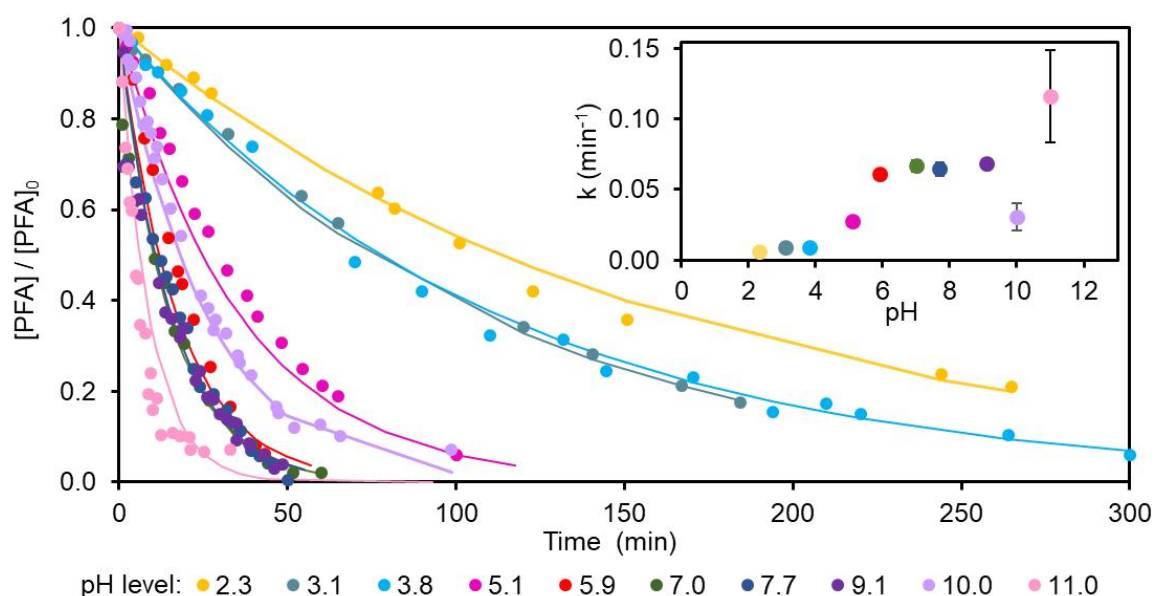 1.0
0.8
0.6
0.4
0.2
0.0
[PFA] / [PFA]₀
0 50 100 150 200 250 300
Time (min)
0.15
0.10
0.05
0.00
k (min⁻¹)
0 2 4 6 8 10 12
pH
pH level: 2.3 3.1 3.8 5.1 5.9 7.0 7.7 9.1 10.0 11.0